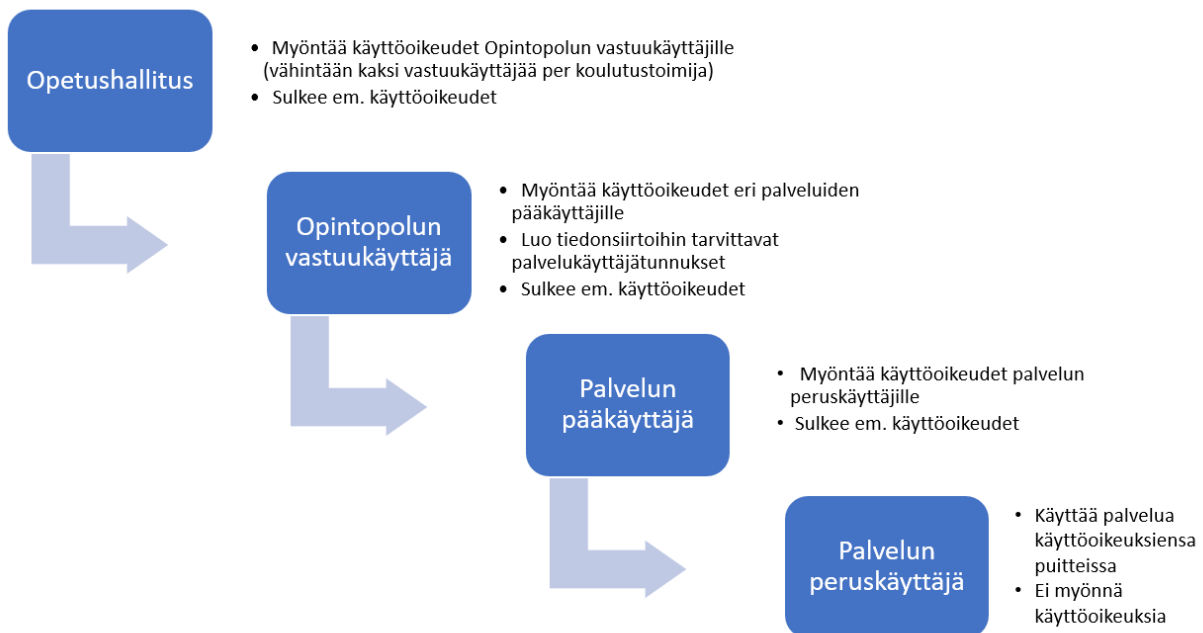 Opetushallitus
• Myöntää käyttöoikeudet Opintopolun vastuukäyttäjille
(vähintään kaksi vastuukäyttäjää per koulutustoimija)
• Sulkee em. käyttöoikeudet
Opintopolun
vastuukäyttäjä
• Myöntää käyttöoikeudet eri palveluiden
pääkäyttäjille
• Luo tiedonsiirtoihin tarvittavat
palvelukäyttäjätunnukset
• Sulkee em. käyttöoikeudet
Palvelun
pääkäyttäjä
• Myöntää käyttöoikeudet palvelun
peruskäyttäjille
• Sulkee em. käyttöoikeudet
Palvelun
peruskäyttäjä
• Käyttää palvelua
käyttöoikeuksiensa
puitteissa
• Ei myönnä
käyttöoikeuksia